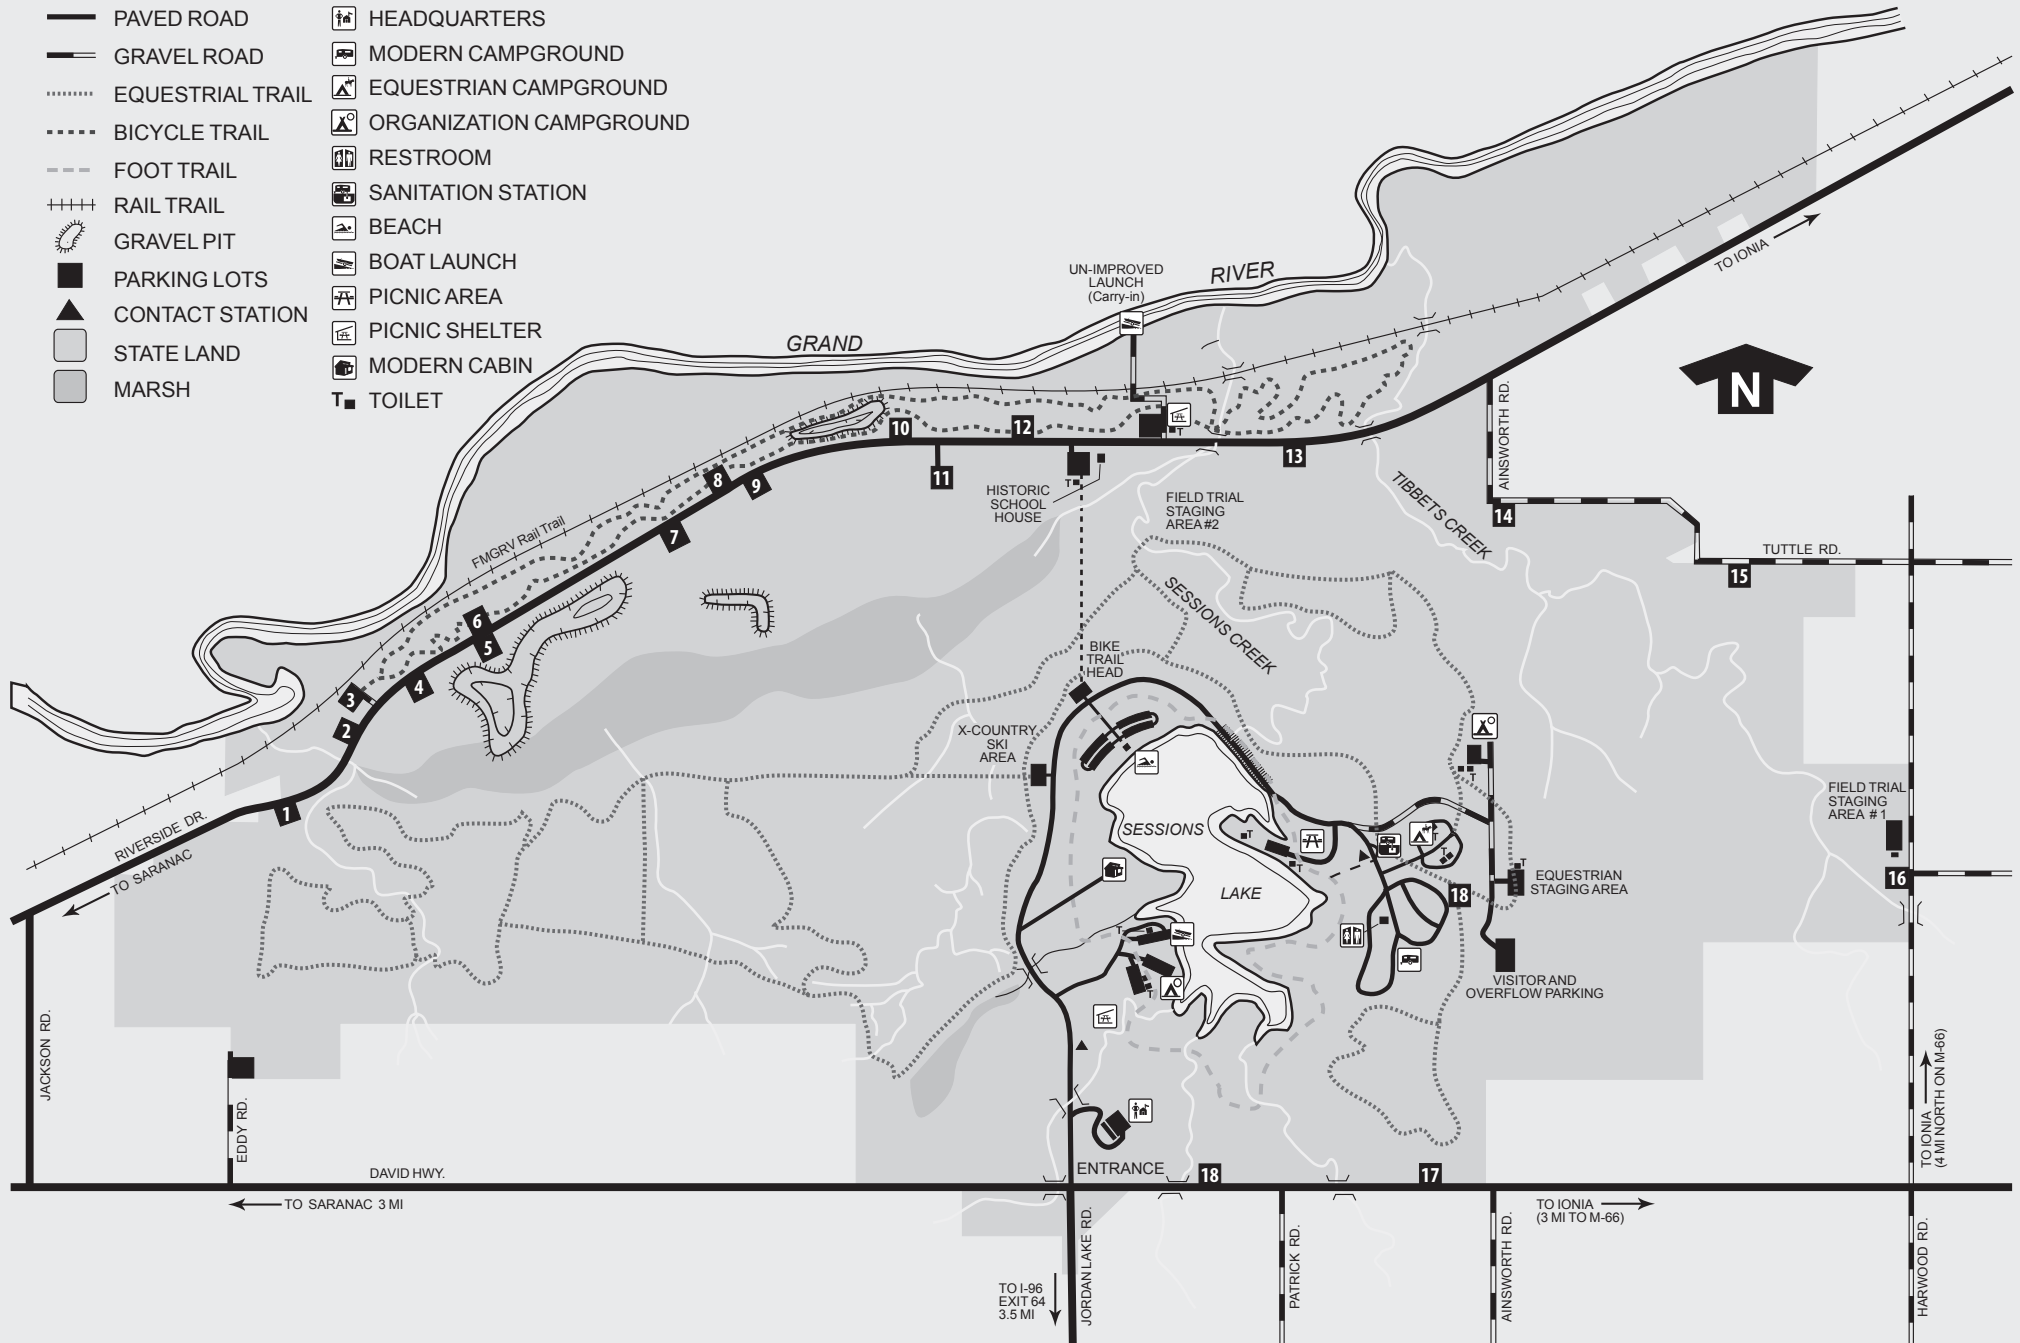 PAVED ROAD
GRAVEL ROAD
EQUESTRIAL TRAIL
BICYCLE TRAIL
FOOT TRAIL
RAIL TRAIL
GRAVEL PIT
PARKING LOTS
CONTACT STATION
STATE LAND
MARSH
HEADQUARTERS
MODERN CAMPGROUND
EQUESTRIAN CAMPGROUND
ORGANIZATION CAMPGROUND
RESTROOM
SANITATION STATION
BEACH
BOAT LAUNCH
PICNIC AREA
PICNIC SHELTER
MODERN CABIN
T TOILET
UN-IMPROVED
LAUNCH
(Carry-in)
GRAND
RIVER
TO IONIA
N
AINSWORTH RD.
TUTTLE RD.
FMGRV Rail Trail
HISTORIC
SCHOOL
HOUSE
T
T
FIELD TRIAL
STAGING
AREA #2
TIBBETS CREEK
SESSIONS CREEK
1
2
3
4
5
6
7
8
9
10
11
12
13
14
15
16
17
18
18
BIKE
TRAIL
HEAD
X-COUNTRY
SKI
AREA
SESSIONS
LAKE
T
T
T
T
T
T
T
T
FIELD TRIAL
STAGING
AREA # 1
EQUESTRIAN
STAGING AREA
VISITOR AND
OVERFLOW PARKING
RIVERSIDE DR.
TO SARANAC
JACKSON RD.
EDDY RD.
DAVID HWY.
TO SARANAC 3 MI
ENTRANCE
TO I-96
EXIT 64
3.5 MI
JORDAN LAKE RD.
PATRICK RD.
AINSWORTH RD.
TO IONIA
(3 MI TO M-66)
TO IONIA
(4 MI NORTH ON M-66)
HARWOOD RD.